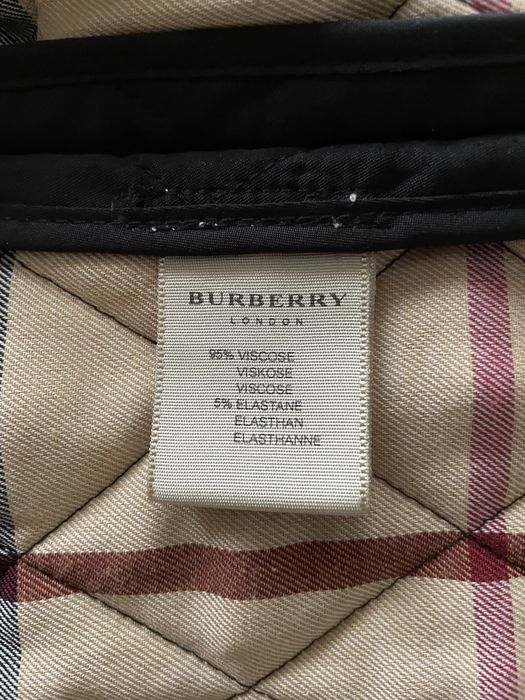 BURBERRY
LONDON
95% VISCOSE
VISKOSE
VISCOSE
5% ELASTANE
ELASTHAN
ELASTHANNE